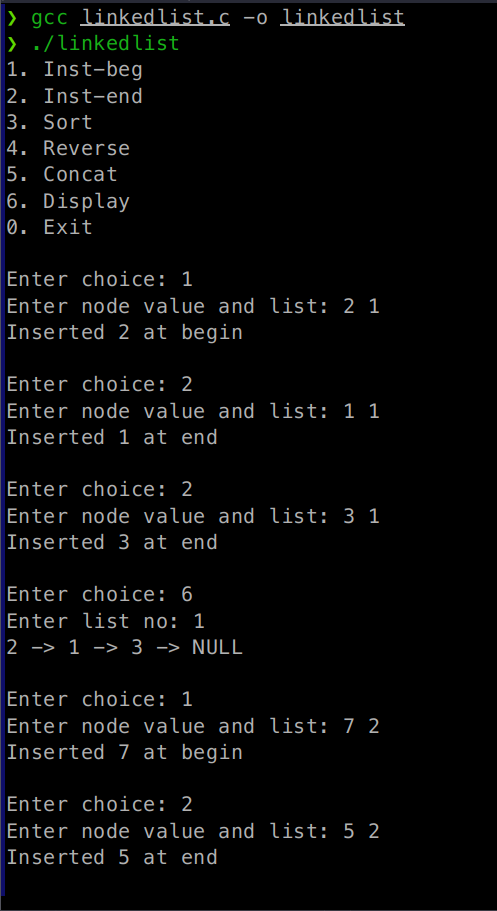 ❯ gcc linkedlist.c -o linkedlist
❯ ./linkedlist
1. Inst-beg
2. Inst-end
3. Sort
4. Reverse
5. Concat
6. Display
0. Exit
Enter choice: 1
Enter node value and list: 2 1
Inserted 2 at begin
Enter choice: 2
Enter node value and list: 1 1
Inserted 1 at end
Enter choice: 2
Enter node value and list: 3 1
Inserted 3 at end
Enter choice: 6
Enter list no: 1
2 -> 1 -> 3 -> NULL
Enter choice: 1
Enter node value and list: 7 2
Inserted 7 at begin
Enter choice: 2
Enter node value and list: 5 2
Inserted 5 at end